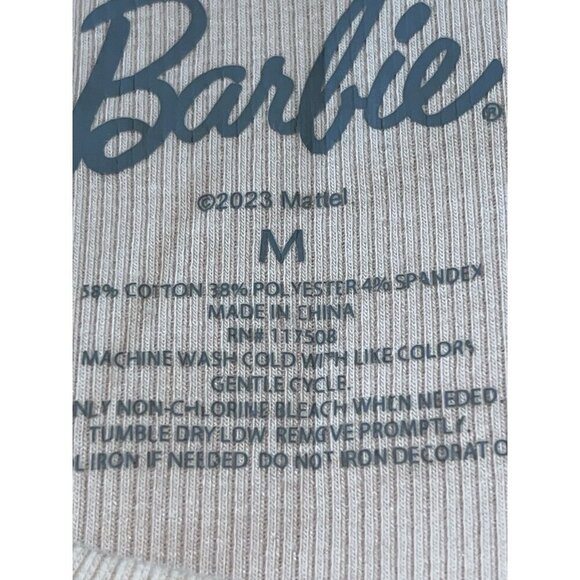 Barbie®
©2023 Mattel
M
58% COTTON 38% POLYESTER 4% SPANDEX
MADE IN CHINA
RN# 117508
MACHINE WASH COLD WITH LIKE COLORS
GENTLE CYCLE.
NLY NON-CHLORINE BLEACH WHEN NEEDED.
TUMBLE DRY LOW. REMOVE PROMPTLY.
L IRON IF NEEDED DO NOT IRON DECORATIO